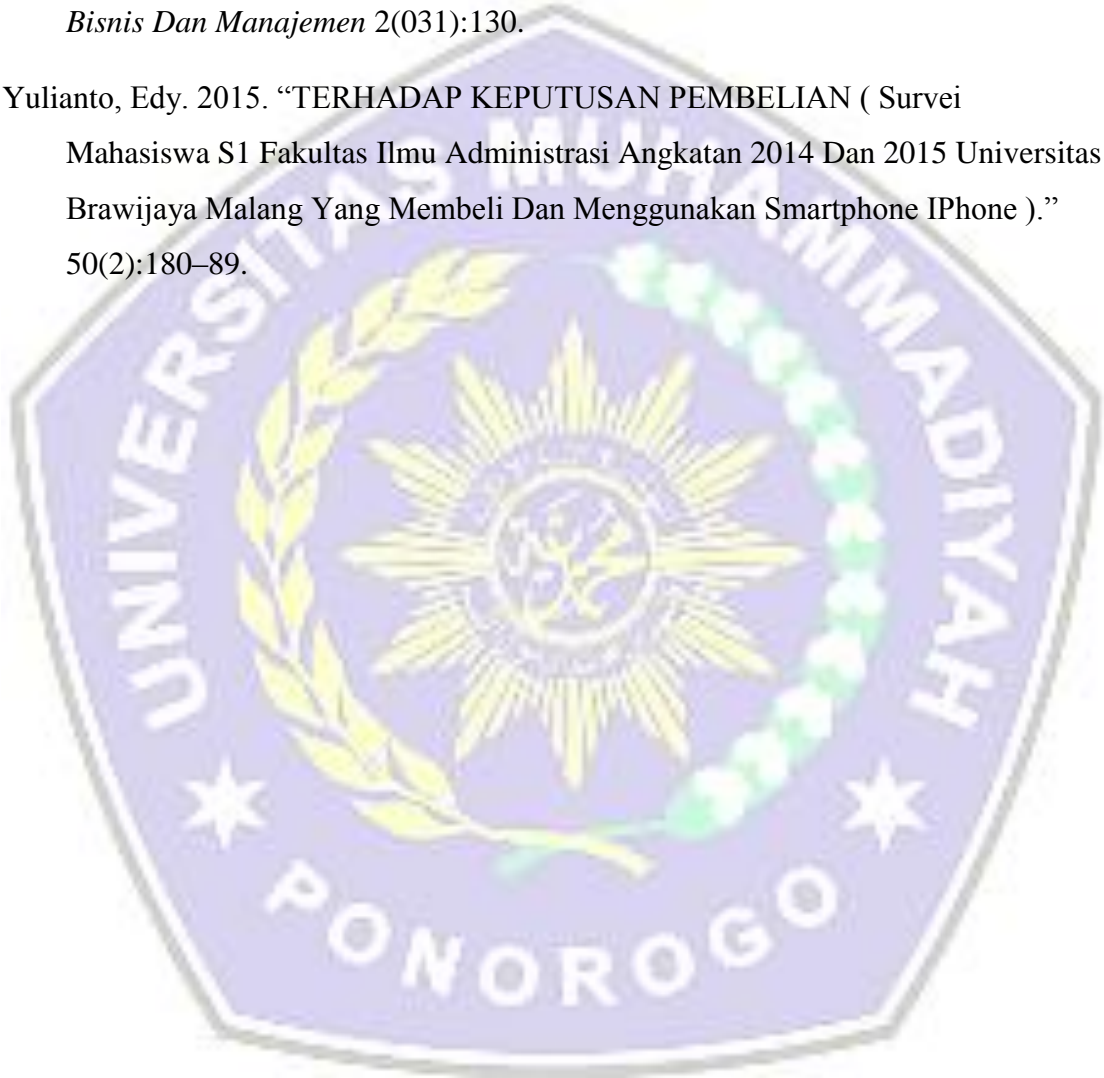 Bisnis Dan Manajemen 2(031):130.
Yulianto, Edy. 2015. “TERHADAP KEPUTUSAN PEMBELIAN ( Survei
Mahasiswa S1 Fakultas Ilmu Administrasi Angkatan 2014 Dan 2015 Universitas
Brawijaya Malang Yang Membeli Dan Menggunakan Smartphone IPhone ).”
50(2):180–89.
UNIVERSITAS MUHAMMADIYAH
PONOROGO